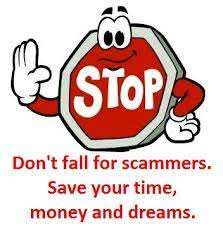 STOP
Don't fall for scammers.
Save your time,
money and dreams.